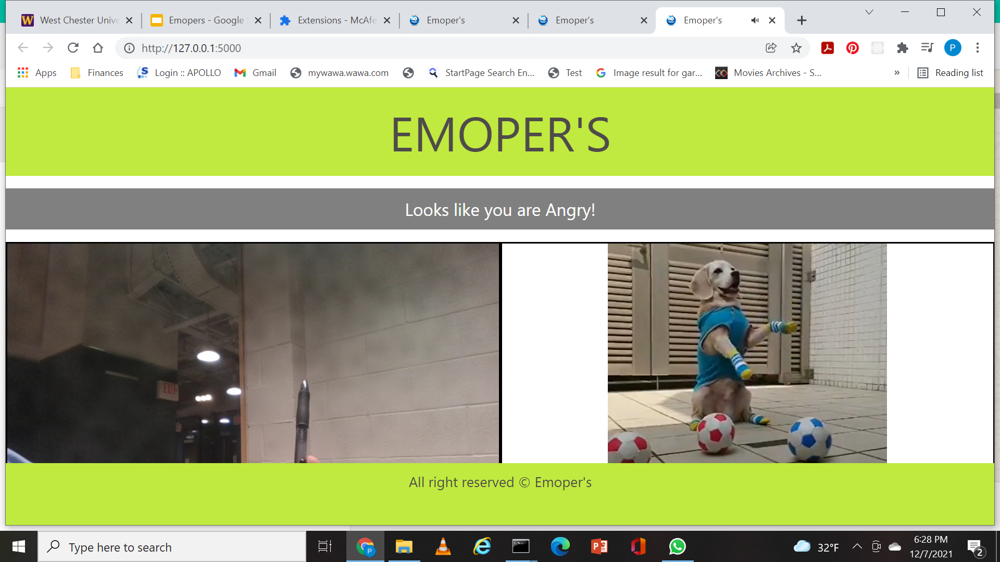 West Chester Unive
Emopers - Google
Extensions - McAfe
Emoper's
Emoper's
Emoper's
http://127.0.0.1:5000
P
Apps
Finances
Login :: APOLLO
Gmail
mywawa.wawa.com
StartPage Search En...
Test
Image result for gar...
Movies Archives - S...
»
Reading list
EMOPER'S
Looks like you are Angry!
EXIT
All right reserved © Emoper's
Type here to search
P
32°F
6:28 PM
12/7/2021
2